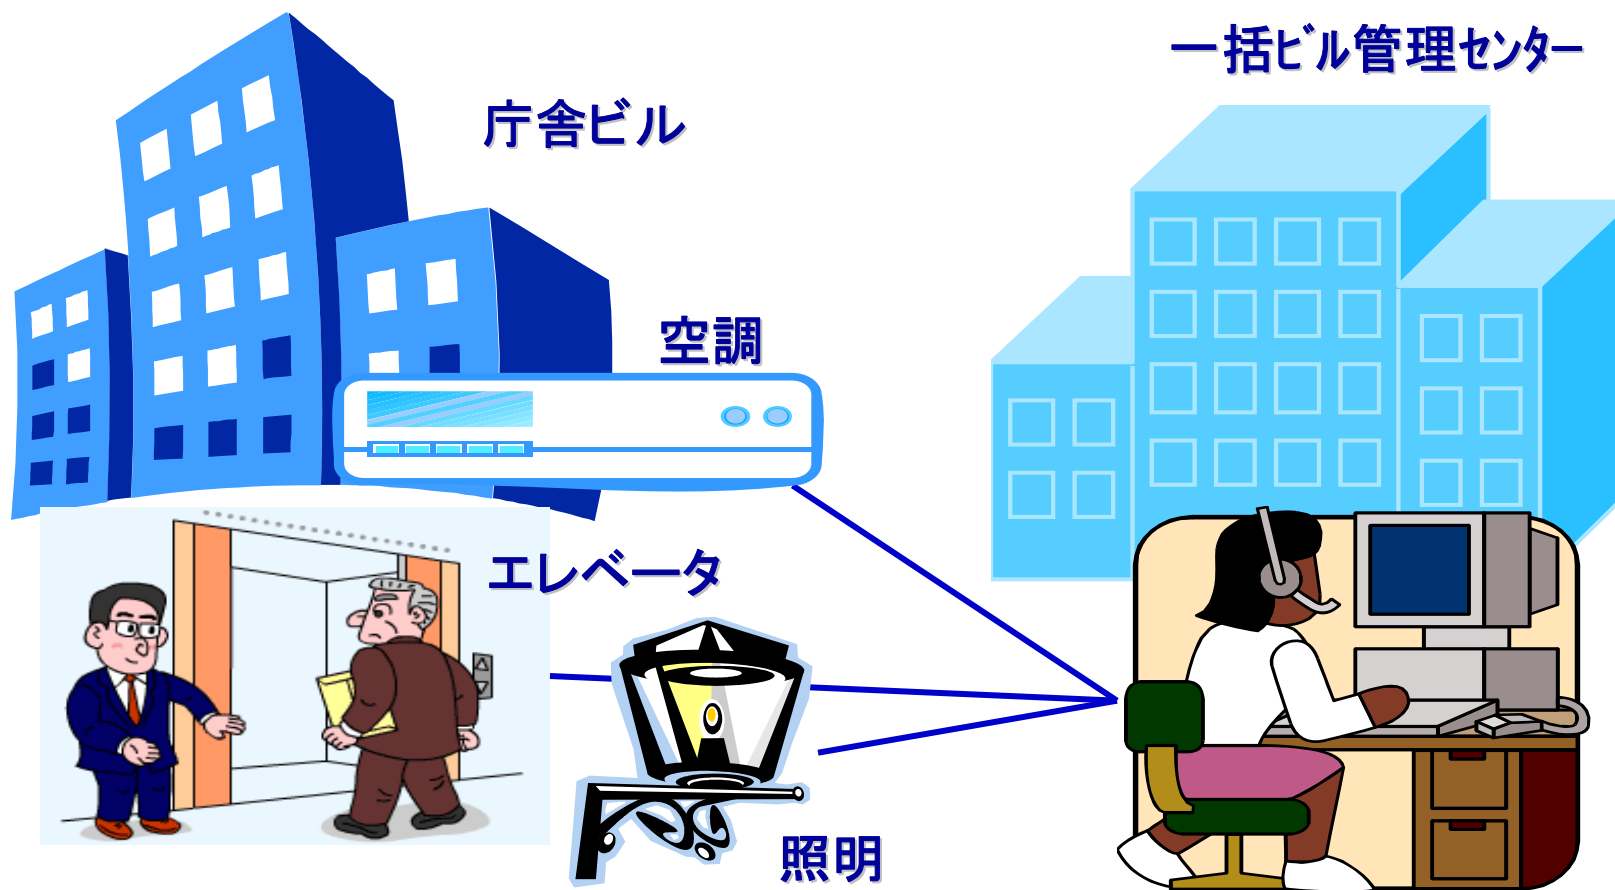 一括ビル管理センター
庁舎ビル
空調
エレベータ
照明